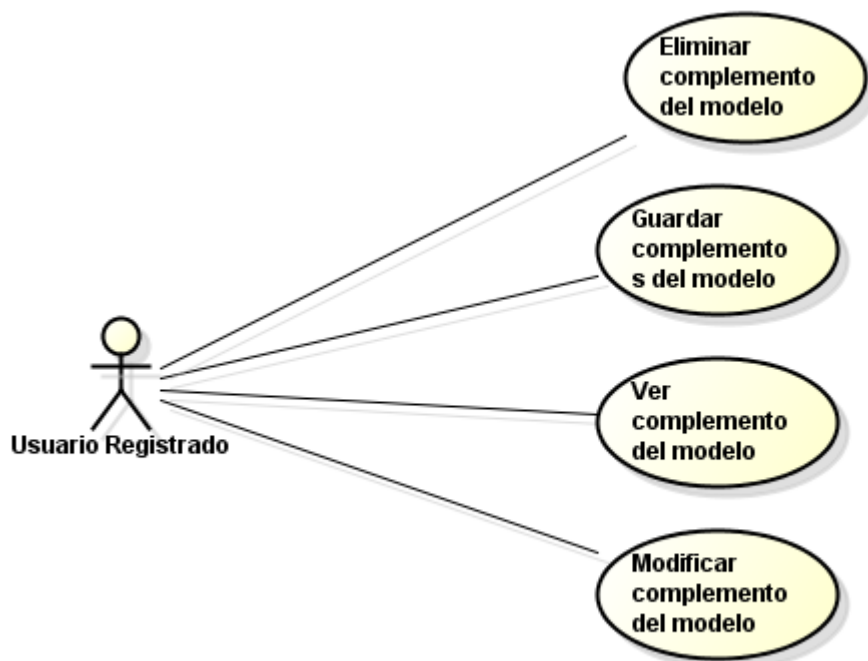 Eliminar
complemento
del modelo
Guardar
complemento
s del modelo
Usuario Registrado
Ver
complemento
del modelo
Modificar
complemento
del modelo